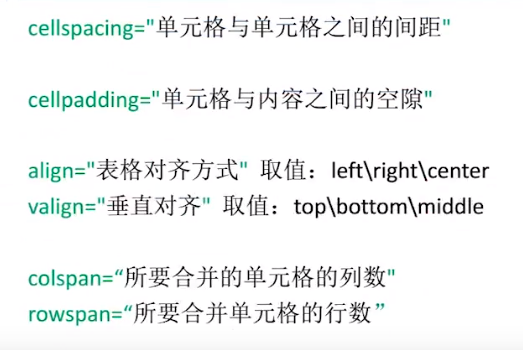 cellspacing="单元格与单元格之间的间距"
cellpadding="单元格与内容之间的空隙"
align="表格对齐方式" 取值：left\right\center
valign="垂直对齐" 取值：top\bottom\middle
colspan=“所要合并的单元格的列数"
rowspan=“所要合并单元格的行数”